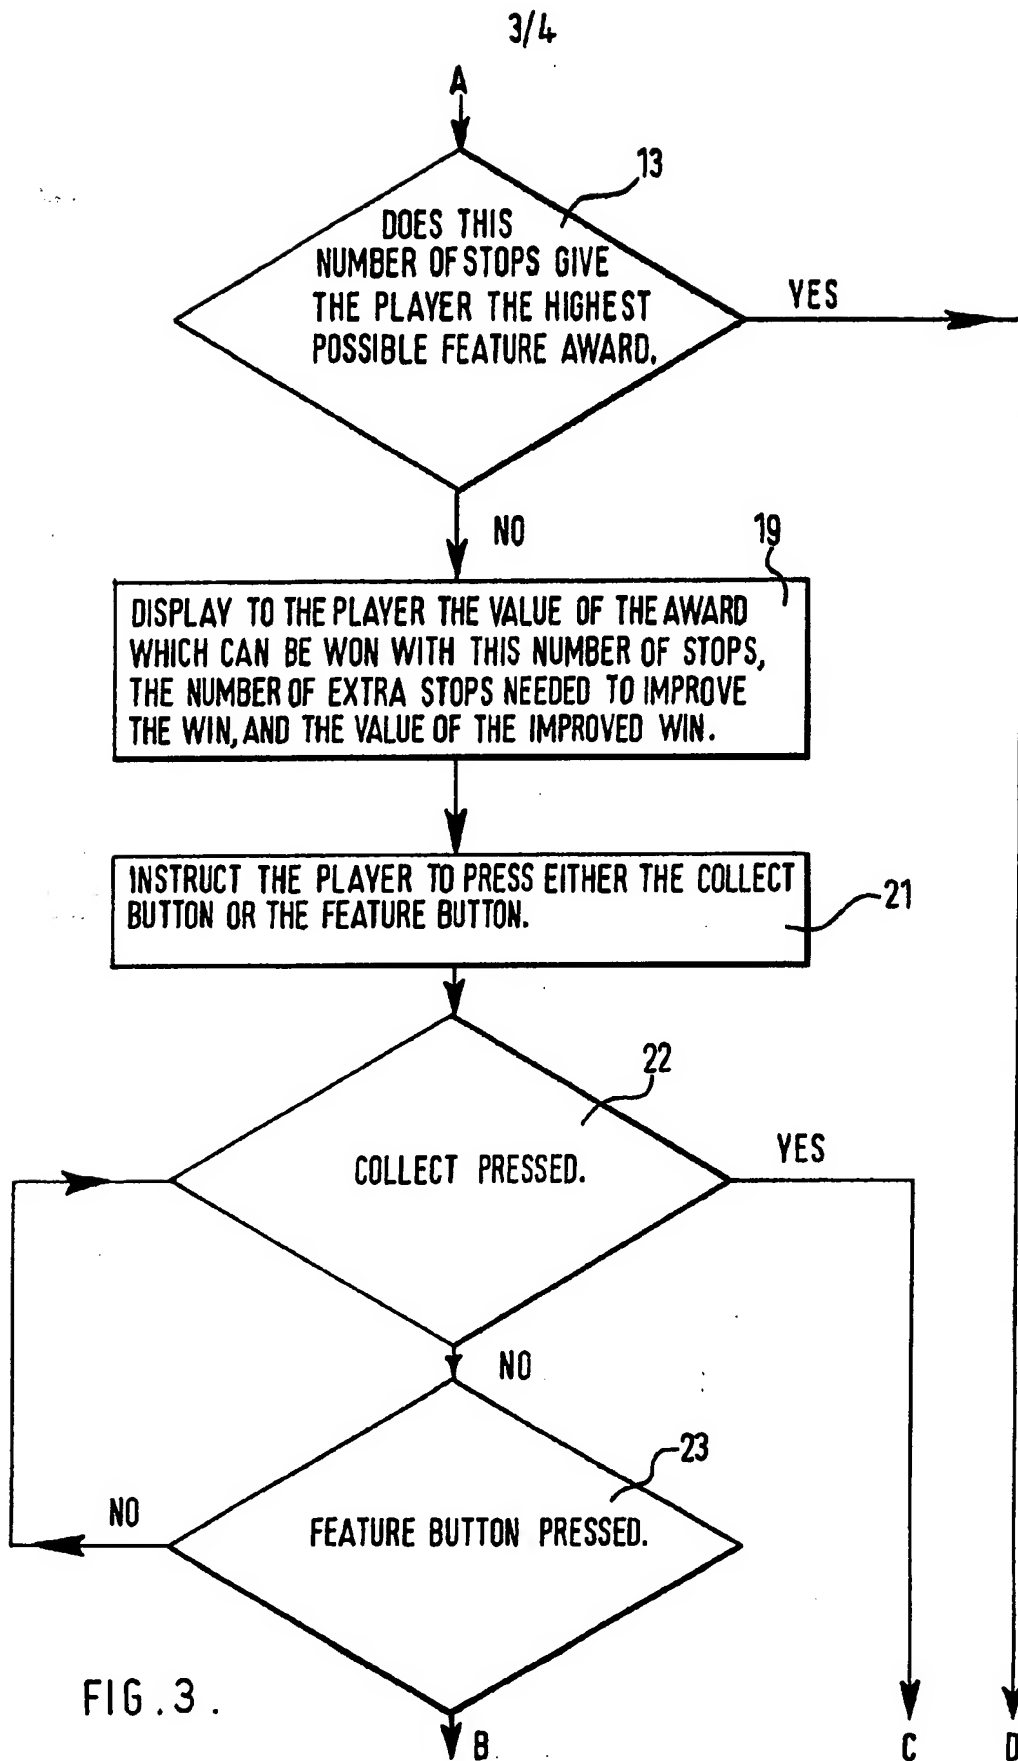 3/4
A
13
DOES THIS
NUMBER OF STOPS GIVE
THE PLAYER THE HIGHEST
POSSIBLE FEATURE AWARD.
YES
NO
19
DISPLAY TO THE PLAYER THE VALUE OF THE AWARD
WHICH CAN BE WON WITH THIS NUMBER OF STOPS,
THE NUMBER OF EXTRA STOPS NEEDED TO IMPROVE
THE WIN, AND THE VALUE OF THE IMPROVED WIN.
INSTRUCT THE PLAYER TO PRESS EITHER THE COLLECT
BUTTON OR THE FEATURE BUTTON.
21
22
COLLECT PRESSED.
YES
NO
23
FEATURE BUTTON PRESSED.
NO
FIG.3.
B
C
D